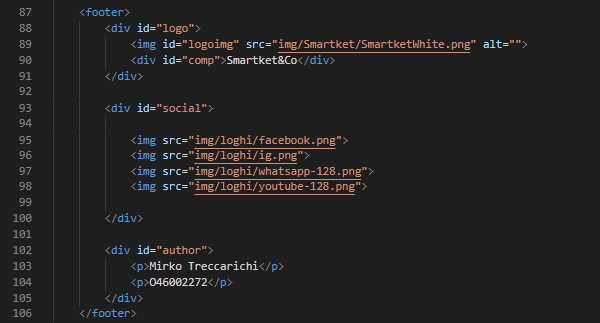 87 <footer>
88 <div id="logo">
89 <img id="logoimg" src="img/Smartket/SmartketWhite.png" alt="">
90 <div id="comp">Smartket&Co</div>
91 </div>
92
93 <div id="social">
94
95 <img src="img/loghi/facebook.png">
96 <img src="img/loghi/ig.png">
97 <img src="img/loghi/whatsapp-128.png">
98 <img src="img/loghi/youtube-128.png">
99
100 </div>
101
102 <div id="author">
103 <p>Mirko Treccarichi</p>
104 <p>O46002272</p>
105 </div>
106 </footer>